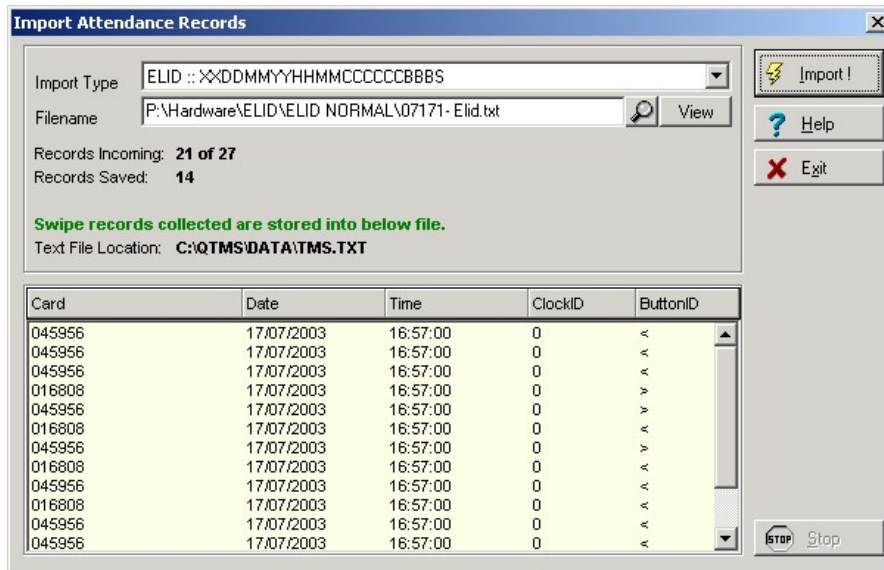 Import Attendance Records
Import Type ELID :: XXDDMMYYHHMMCCCCCCBBBS
Filename P:\Hardware\ELID\ELID NORMAL\07171- Elid.txt View
Records Incoming: 21 of 27
Records Saved: 14
Swipe records collected are stored into below file.
Text File Location: C:\QTMS\DATA\TMS.TXT
Import !
Help
Exit
Card Date Time ClockID ButtonID
045956 17/07/2003 16:57:00 0 <
045956 17/07/2003 16:57:00 0 <
045956 17/07/2003 16:57:00 0 <
016808 17/07/2003 16:57:00 0 >
045956 17/07/2003 16:57:00 0 >
016808 17/07/2003 16:57:00 0 <
045956 17/07/2003 16:57:00 0 >
016808 17/07/2003 16:57:00 0 <
045956 17/07/2003 16:57:00 0 <
016808 17/07/2003 16:57:00 0 <
045956 17/07/2003 16:57:00 0 <
045956 17/07/2003 16:57:00 0 <
STOP Stop